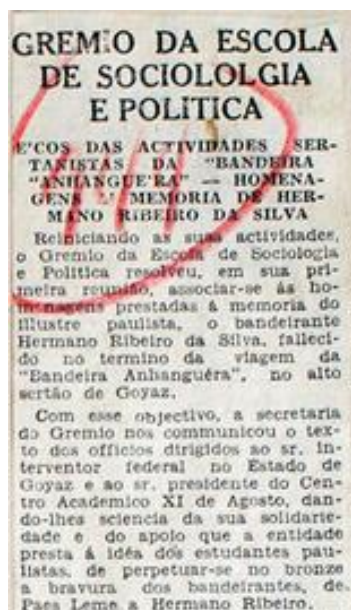 GREMIO DA ESCOLA
DE SOCIOLOLGIA
E POLITICA
E'COS DAS ACTIVIDADES SER-
TANISTAS DA "BANDEIRA
"ANHANGUE'RA" — HOMENA-
GENS A' MEMORIA DE HER-
MANO RIBEIRO DA SILVA
Reiniciando as suas actividades,
o Gremio da Escola de Sociologia
e Politica resolveu, em sua pri-
meira reunião, associar-se ás ho-
menagens prestadas á memoria do
illustre paulista, o bandeirante
Hermano Ribeiro da Silva, falleci-
do no termino da viagem da
"Bandeira Anhanguéra", no alto
sertão de Goyaz.
Com esse objectivo, a secretaria
do Gremio nos communicou o tex-
to dos officios dirigidos ao sr. in-
terventor federal no Estado de
Goyaz e ao sr. presidente do Cen-
tro Academico XI de Agosto, dan-
do-lhes sciencia da sua solidarie-
dade e do apoio que a entidade
presta á idéa dos estudantes pau-
listas, de perpetuar-se no bronze
a bravura dos bandeirantes, de
Paes Leme a Hermano Ribeiro.